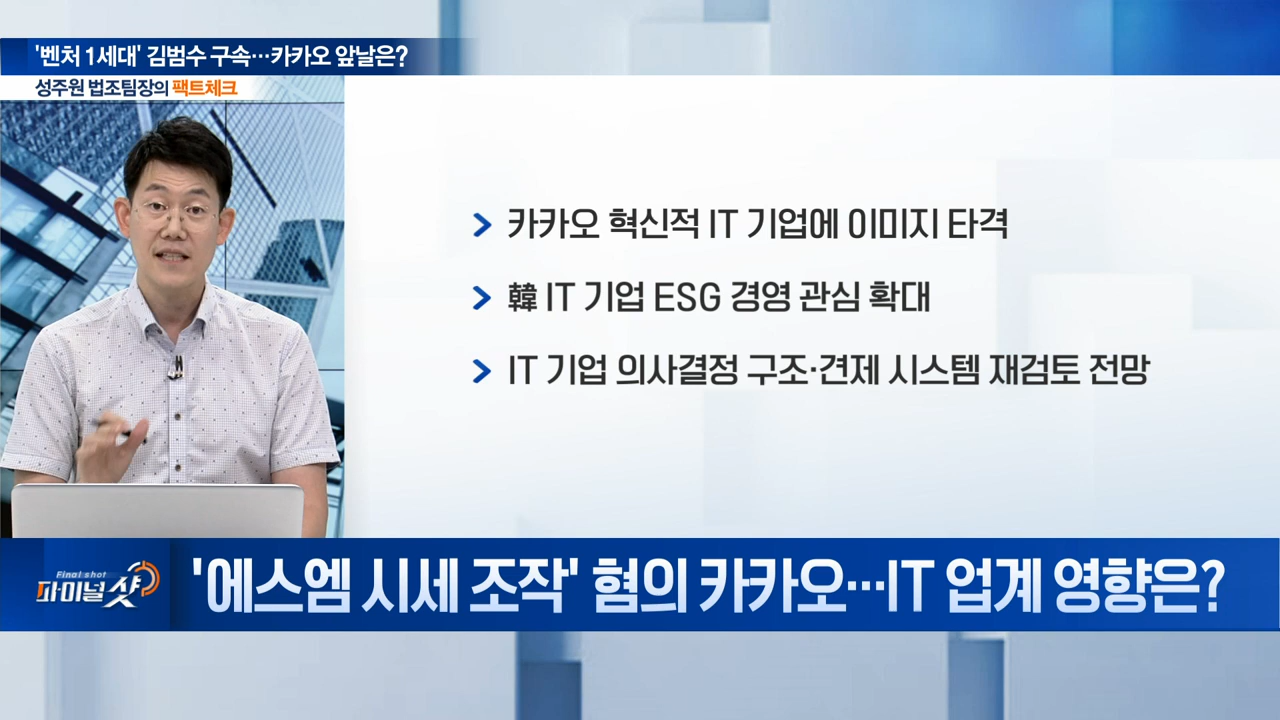 '벤처 1세대' 김범수 구속…카카오 앞날은?
성주원 법조팀장의 팩트체크
카카오 혁신적 IT 기업에 이미지 타격
韓 IT 기업 ESG 경영 관심 확대
IT 기업 의사결정 구조·견제 시스템 재검토 전망
Final shot
파이널 샷
'에스엠 시세 조작' 혐의 카카오…IT 업계 영향은?